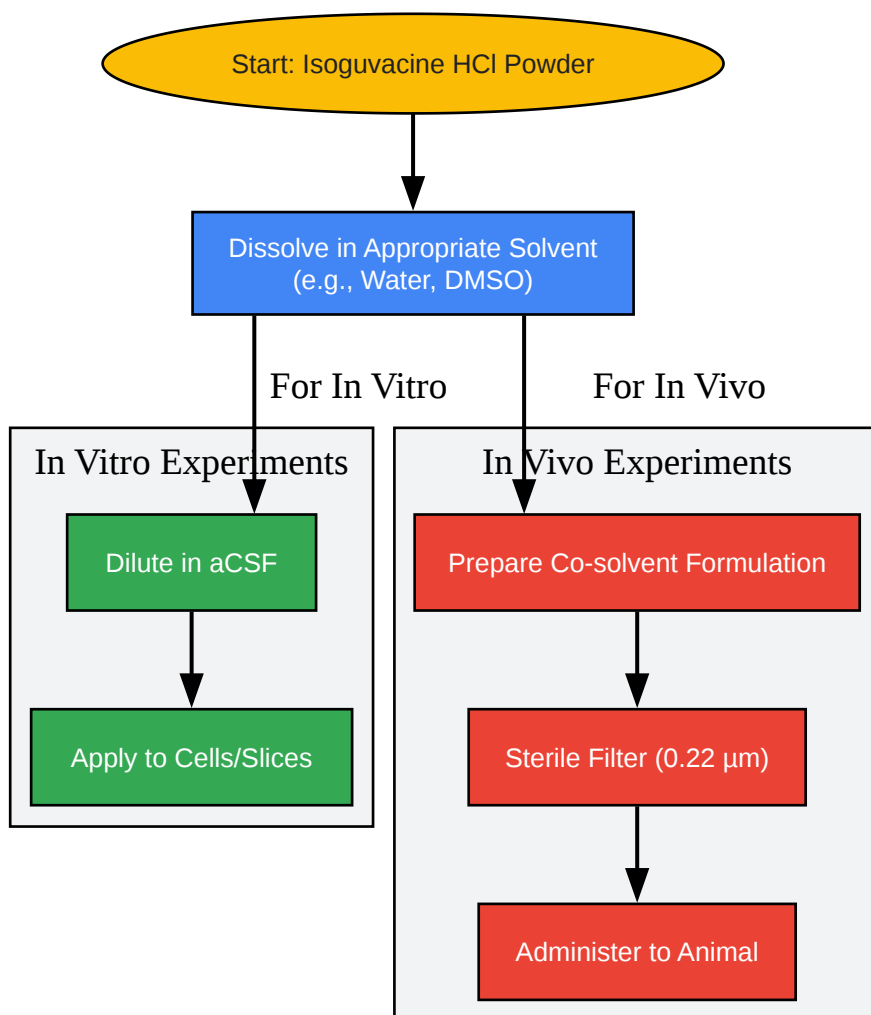 Start: Isoguvacine HCl Powder
Dissolve in Appropriate Solvent
(e.g., Water, DMSO)
For In Vitro
For In Vivo
In Vitro Experiments
In Vivo Experiments
Dilute in aCSF
Prepare Co-solvent Formulation
Apply to Cells/Slices
Sterile Filter (0.22 µm)
Administer to Animal